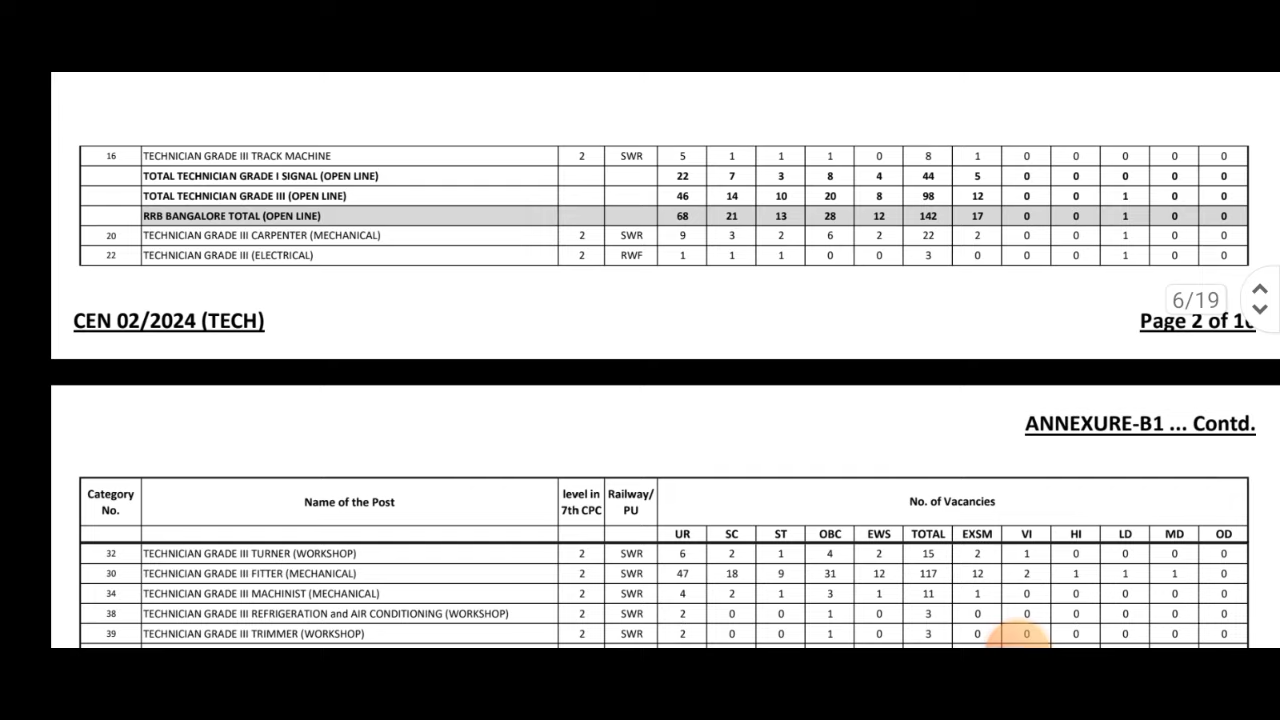 16 TECHNICIAN GRADE III TRACK MACHINE 2 SWR 5 1 1 1 0 8 1 0 0 0 0 0
TOTAL TECHNICIAN GRADE I SIGNAL (OPEN LINE) 22 7 3 8 4 44 5 0 0 0 0 0
TOTAL TECHNICIAN GRADE III (OPEN LINE) 46 14 10 20 8 98 12 0 0 1 0 0
RRB BANGALORE TOTAL (OPEN LINE) 68 21 13 28 12 142 17 0 0 1 0 0
20 TECHNICIAN GRADE III CARPENTER (MECHANICAL) 2 SWR 9 3 2 6 2 22 2 0 0 1 0 0
22 TECHNICIAN GRADE III (ELECTRICAL) 2 RWF 1 1 1 0 0 3 0 0 0 1 0 0
6/19
CEN 02/2024 (TECH) Page 2 of
ANNEXURE-B1 ... Contd.
Category No. Name of the Post level in 7th CPC Railway/ PU No. of Vacancies
UR SC ST OBC EWS TOTAL EXSM VI HI LD MD OD
32 TECHNICIAN GRADE III TURNER (WORKSHOP) 2 SWR 6 2 1 4 2 15 2 1 0 0 0 0
30 TECHNICIAN GRADE III FITTER (MECHANICAL) 2 SWR 47 18 9 31 12 117 12 2 1 1 1 0
34 TECHNICIAN GRADE III MACHINIST (MECHANICAL) 2 SWR 4 2 1 3 1 11 1 0 0 0 0 0
38 TECHNICIAN GRADE III REFRIGERATION and AIR CONDITIONING (WORKSHOP) 2 SWR 2 0 0 1 0 3 0 0 0 0 0 0
39 TECHNICIAN GRADE III TRIMMER (WORKSHOP) 2 SWR 2 0 0 1 0 3 0 0 0 0 0 0